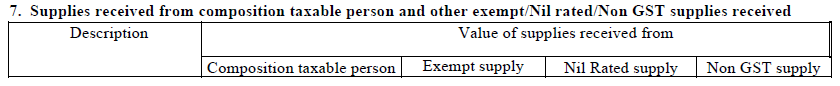 7. Supplies received from composition taxable person and other exempt/Nil rated/Non GST supplies received
Description Value of supplies received from
Composition taxable person Exempt supply Nil Rated supply Non GST supply